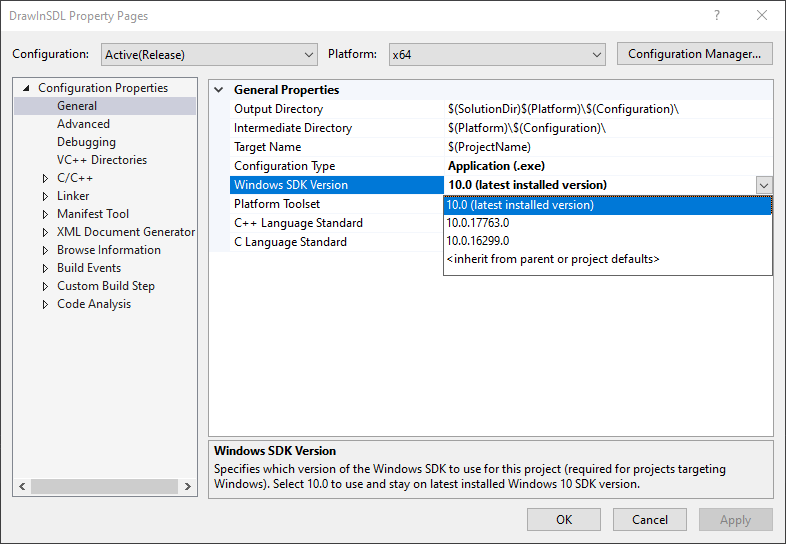 DrawInSDL Property Pages
Configuration: Active(Release) Platform: x64 Configuration Manager...
Configuration Properties
General
Advanced
Debugging
VC++ Directories
C/C++
Linker
Manifest Tool
XML Document Generator
Browse Information
Build Events
Custom Build Step
Code Analysis
General Properties
Output Directory $(SolutionDir)$(Platform)\$(Configuration)\
Intermediate Directory $(Platform)\$(Configuration)\
Target Name $(ProjectName)
Configuration Type Application (.exe)
Windows SDK Version 10.0 (latest installed version)
Platform Toolset
C++ Language Standard
C Language Standard
10.0 (latest installed version)
10.0.17763.0
10.0.16299.0
<inherit from parent or project defaults>
Windows SDK Version
Specifies which version of the Windows SDK to use for this project (required for projects targeting
Windows). Select 10.0 to use and stay on latest installed Windows 10 SDK version.
OK Cancel Apply